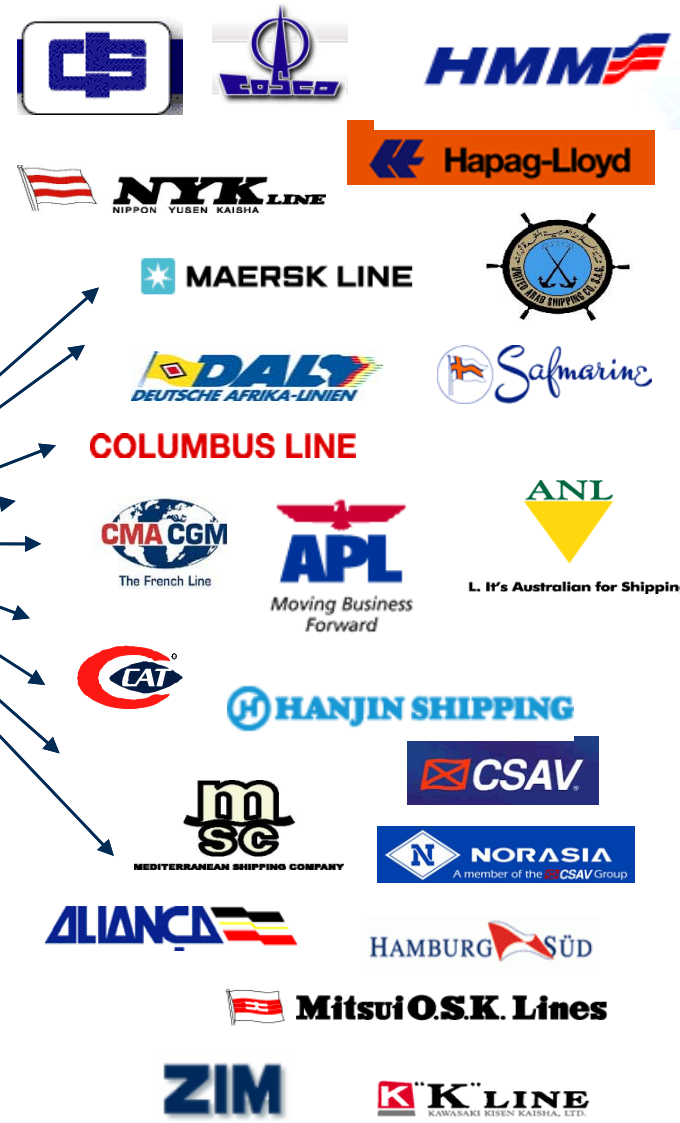 COSCO
HMM
Hapag-Lloyd
NYK LINE
NIPPON YUSEN KAISHA
MAERSK LINE
UNITED ARAB SHIPPING CO. S.A.G.
DAL
DEUTSCHE AFRIKA-LINIEN
Safmarine
COLUMBUS LINE
CMA CGM
The French Line
APL
Moving Business
Forward
ANL
L. It's Australian for Shippin
CCAT
H HANJIN SHIPPING
CSAV
msc
MEDITERRANEAN SHIPPING COMPANY
N NORASIA
A member of the CSAV Group
ALIANÇA
HAMBURG SÜD
Mitsui O.S.K. Lines
ZIM
K "K" LINE
KAWASAKI KISEN KAISHA, LTD.